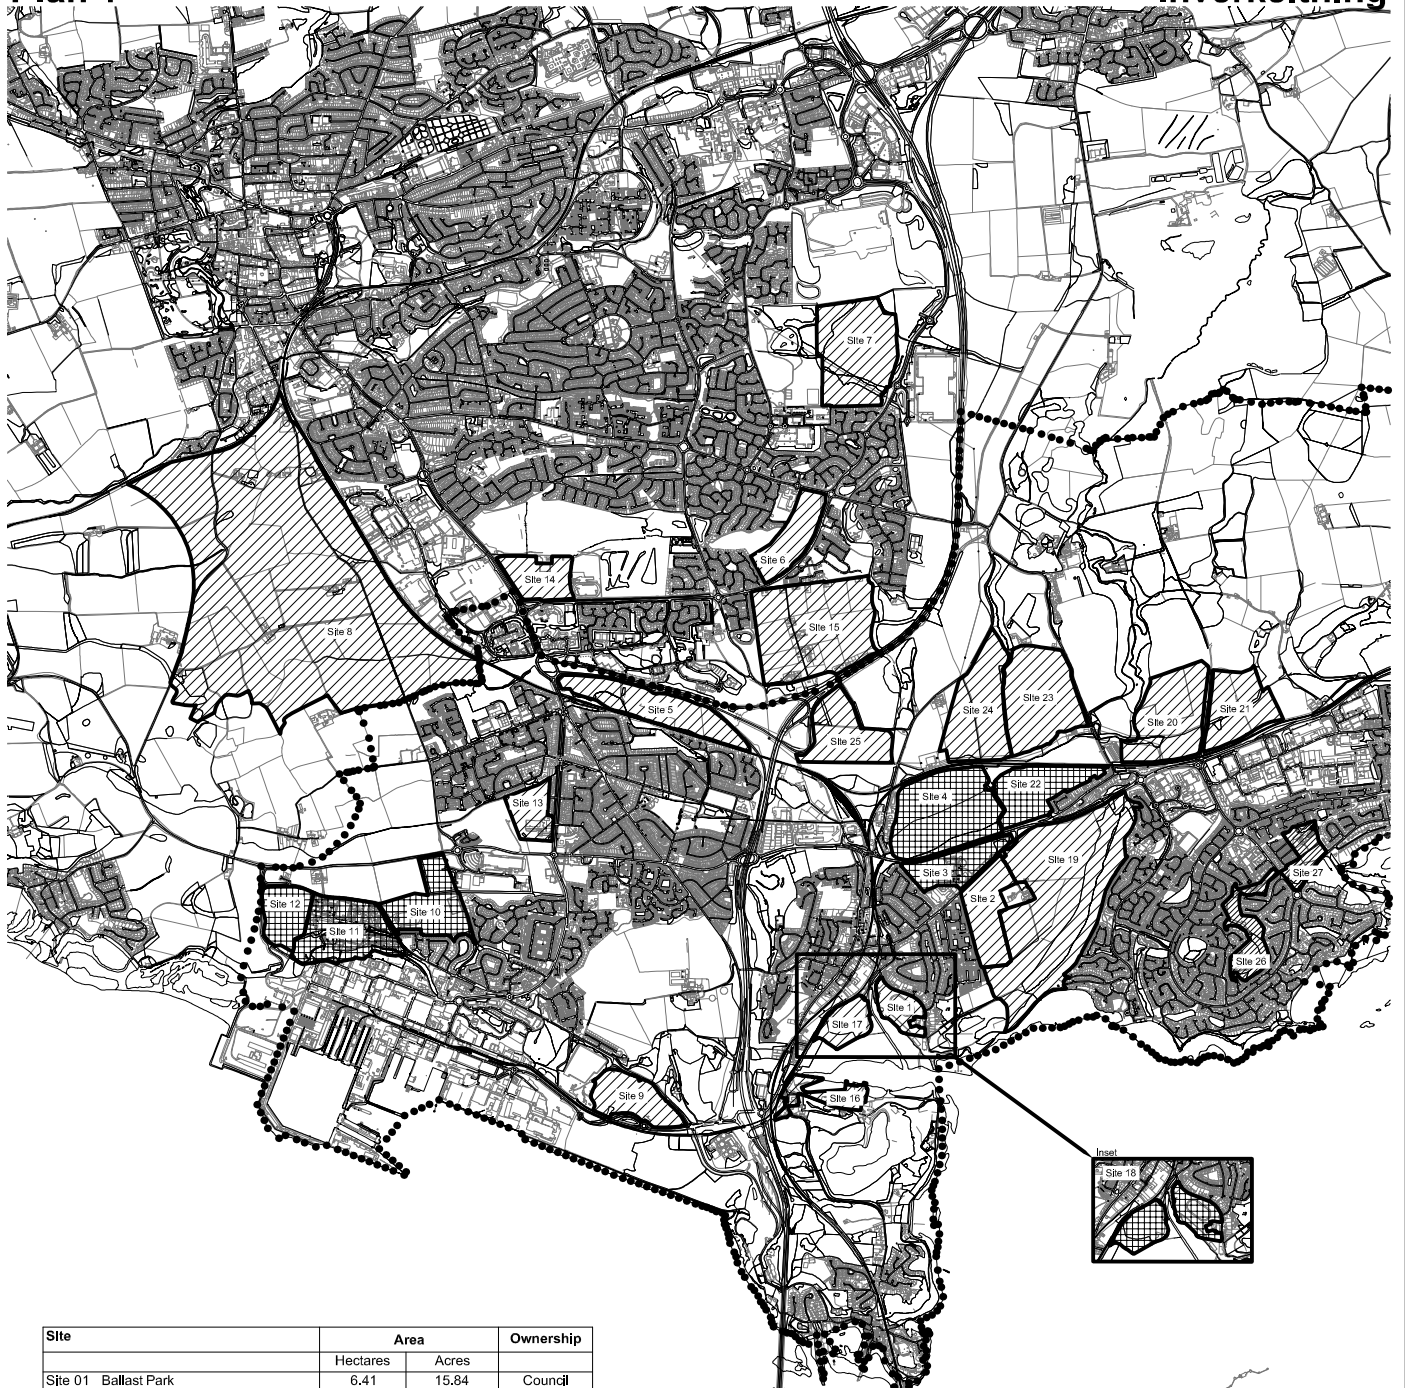 Site 7
Site 6
Site 14
Site 15
Site 8
Site 5
Site 23
Site 24
Site 20
Site 21
Site 25
Site 4
Site 22
Site 13
Site 19
Site 3
Site 27
Site 2
Site 12
Site 10
Site 11
Site 26
Site 1
Site 17
Site 9
Site 16
Inset
Site 18
Site Area Ownership
Hectares Acres
Site 01 Ballast Park 6.41 15.84 Council